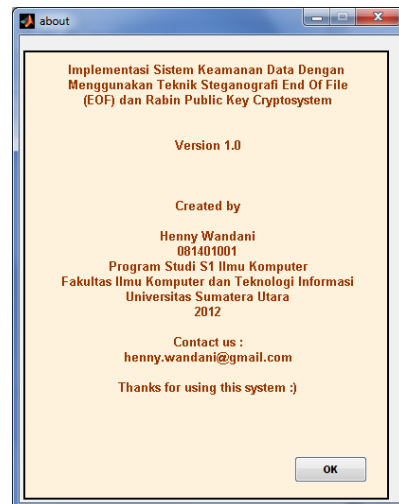 about
Implementasi Sistem Keamanan Data Dengan
Menggunakan Teknik Steganografi End Of File
(EOF) dan Rabin Public Key Cryptosystem
Version 1.0
Created by
Henny Wandani
081401001
Program Studi S1 Ilmu Komputer
Fakultas Ilmu Komputer dan Teknologi Informasi
Universitas Sumatera Utara
2012
Contact us :
henny.wandani@gmail.com
Thanks for using this system :)
OK